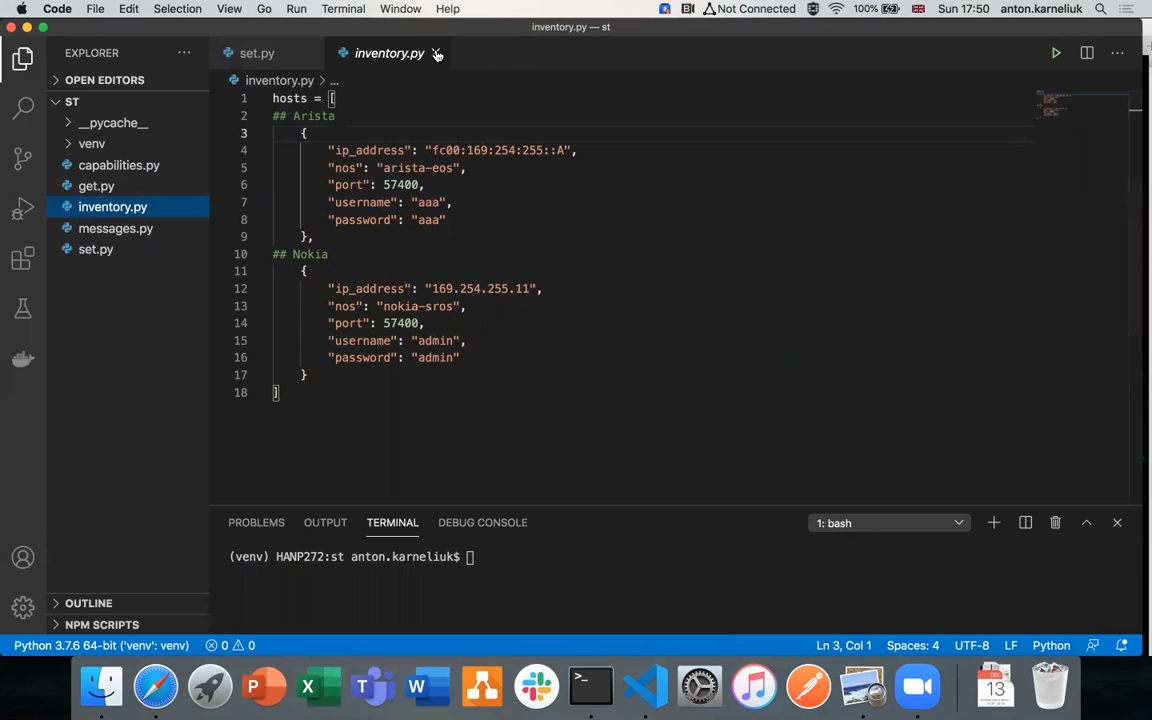 Code File Edit Selection View Go Run Terminal Window Help Not Connected 100% Sun 17:50 anton.karneliuk
inventory.py — st
EXPLORER
set.py
inventory.py
OPEN EDITORS
inventory.py > ...
ST
__pycache__
venv
capabilities.py
get.py
inventory.py
messages.py
set.py
1 hosts = [
2 ## Arista
3 {
4 "ip_address": "fc00:169:254:255::A",
5 "nos": "arista-eos",
6 "port": 57400,
7 "username": "aaa",
8 "password": "aaa"
9 },
10 ## Nokia
11 {
12 "ip_address": "169.254.255.11",
13 "nos": "nokia-sros",
14 "port": 57400,
15 "username": "admin",
16 "password": "admin"
17 }
18 ]
PROBLEMS OUTPUT TERMINAL DEBUG CONSOLE 1: bash
(venv) HANP272:st anton.karneliuk$
OUTLINE
NPM SCRIPTS
Python 3.7.6 64-bit ('venv': venv) 0 0 Ln 3, Col 1 Spaces: 4 UTF-8 LF Python
DEC
13